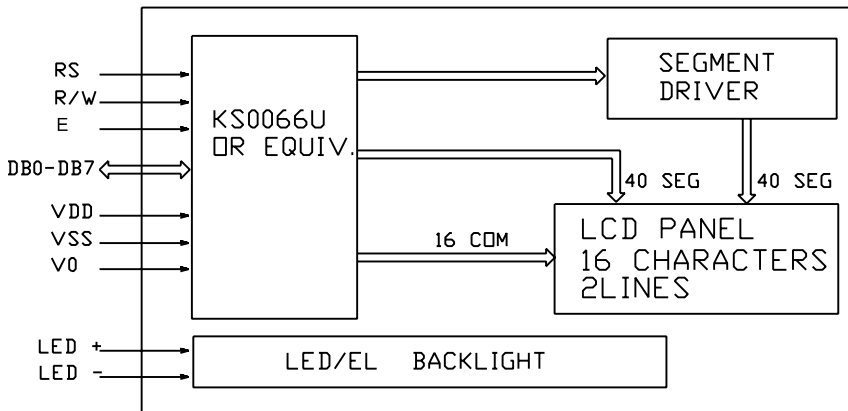 RS
R/W
E
DB0-DB7
VDD
VSS
V0
LED +
LED -
KS0066U
OR EQUIV.
SEGMENT
DRIVER
40 SEG
40 SEG
16 COM
LCD PANEL
16 CHARACTERS
2LINES
LED/EL BACKLIGHT